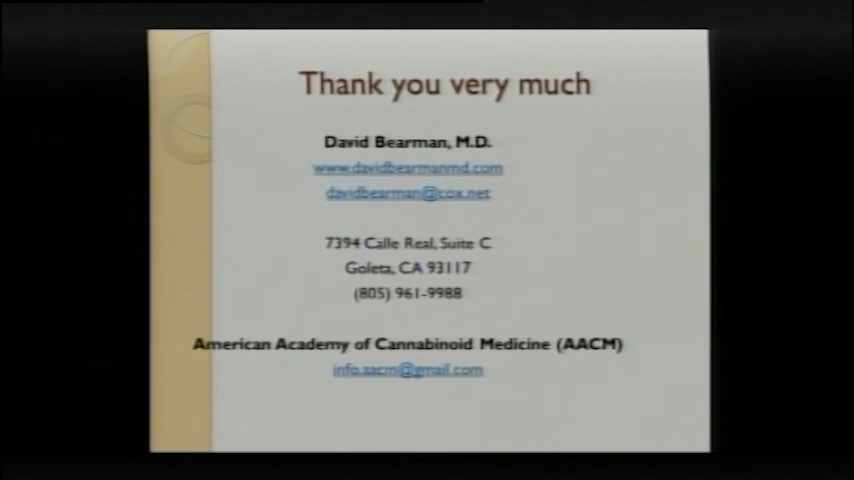 Thank you very much
David Bearman, M.D.
www.davidbearmanmd.com
davidbearman@cox.net
7394 Calle Real, Suite C
Goleta, CA 93117
(805) 961-9988
American Academy of Cannabinoid Medicine (AACM)
info.aacm@gmail.com